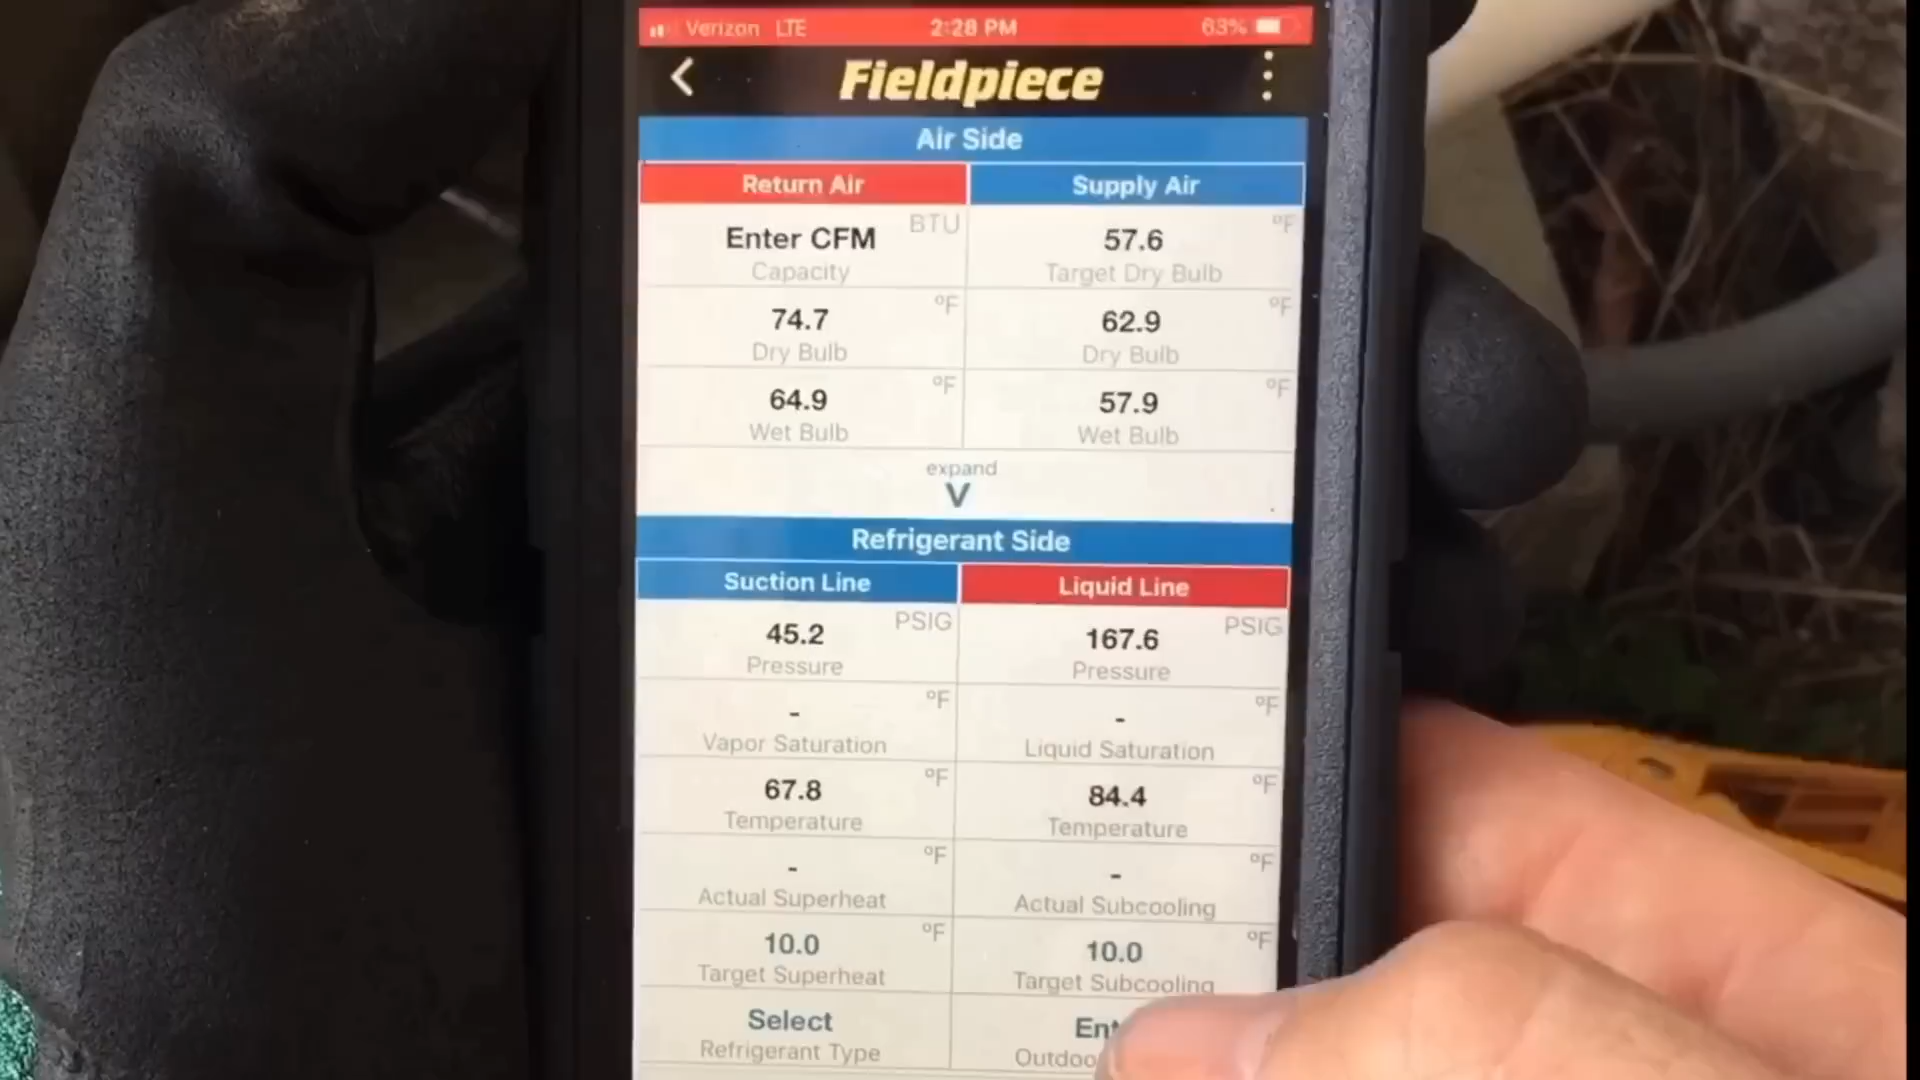 Verizon LTE 2:28 PM 63%
Fieldpiece
Air Side
Return Air Supply Air
Enter CFM BTU 57.6 °F
Capacity Target Dry Bulb
74.7 °F 62.9 °F
Dry Bulb Dry Bulb
64.9 °F 57.9 °F
Wet Bulb Wet Bulb
expand
Refrigerant Side
Suction Line Liquid Line
45.2 PSIG 167.6 PSIG
Pressure Pressure
- °F - °F
Vapor Saturation Liquid Saturation
67.8 °F 84.4 °F
Temperature Temperature
- °F - °F
Actual Superheat Actual Subcooling
10.0 °F 10.0 °F
Target Superheat Target Subcooling
Select
Refrigerant Type